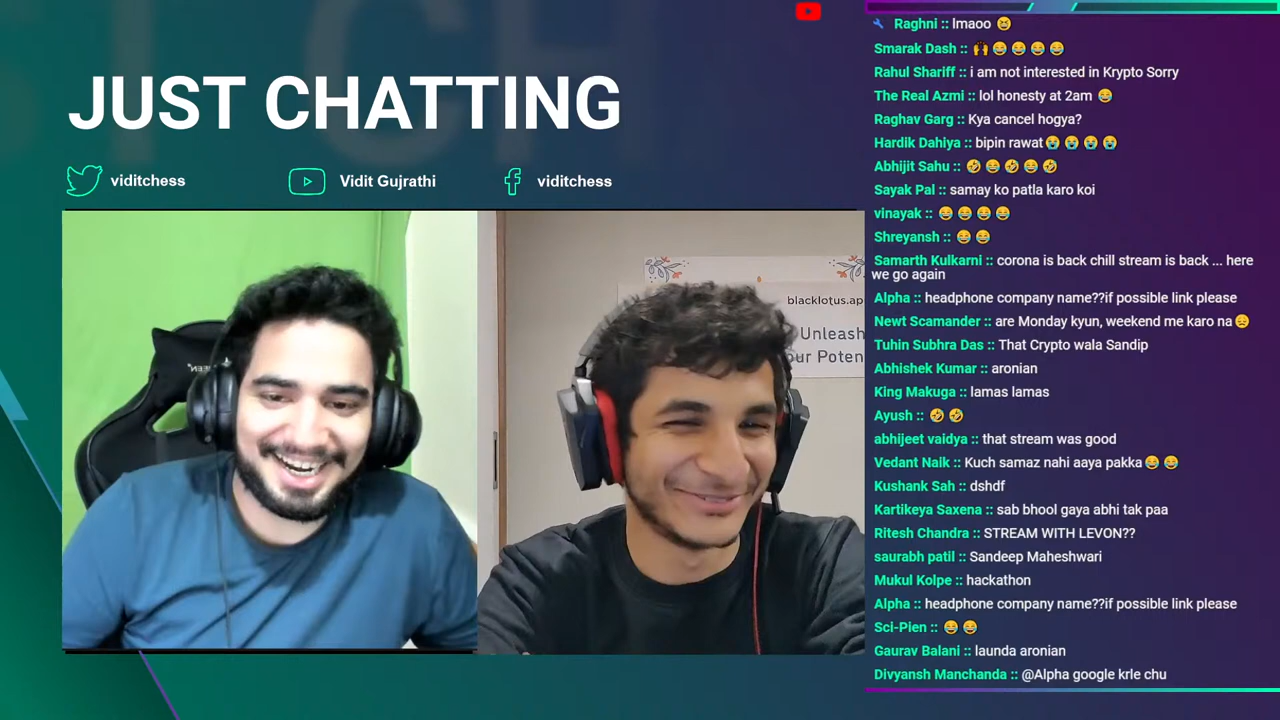 JUST CHATTING
viditchess
Vidit Gujrathi
viditchess
blacklotus.ap
Unleash
our Poten
Raghni :: lmaoo 😆
Smarak Dash :: 🙌😂😂😂😂
Rahul Shariff :: i am not interested in Krypto Sorry
The Real Azmi :: lol honesty at 2am 😂
Raghav Garg :: Kya cancel hogya?
Hardik Dahiya :: bipin rawat😭😭😭😭
Abhijit Sahu :: 🤣😂🤣😂🤣
Sayak Pal :: samay ko patla karo koi
vinayak :: 😂😂😂😂
Shreyansh :: 😂😂
Samarth Kulkarni :: corona is back chill stream is back ... here
we go again
Alpha :: headphone company name??if possible link please
Newt Scamander :: are Monday kyun, weekend me karo na😞
Tuhin Subhra Das :: That Crypto wala Sandip
Abhishek Kumar :: aronian
King Makuga :: lamas lamas
Ayush :: 🤣🤣
abhijeet vaidya :: that stream was good
Vedant Naik :: Kuch samaz nahi aaya pakka😂😂
Kushank Sah :: dshdf
Kartikeya Saxena :: sab bhool gaya abhi tak paa
Ritesh Chandra :: STREAM WITH LEVON??
saurabh patil :: Sandeep Maheshwari
Mukul Kolpe :: hackathon
Alpha :: headphone company name??if possible link please
Sci-Pien :: 😂😂
Gaurav Balani :: launda aronian
Divyansh Manchanda :: @Alpha google krle chu